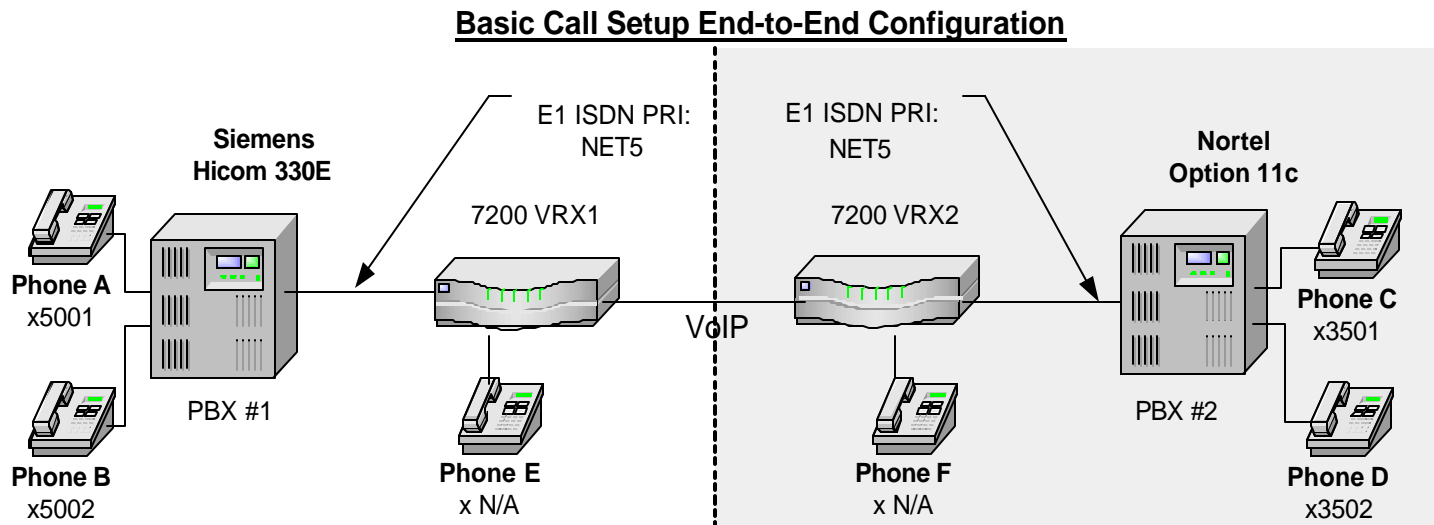 Basic Call Setup End-to-End Configuration
Siemens
Hicom 330E
E1 ISDN PRI:
NET5
E1 ISDN PRI:
NET5
Nortel
Option 11c
7200 VRX1
7200 VRX2
Phone A
x5001
Phone C
x3501
VoIP
PBX #1
PBX #2
Phone B
x5002
Phone E
x N/A
Phone F
x N/A
Phone D
x3502